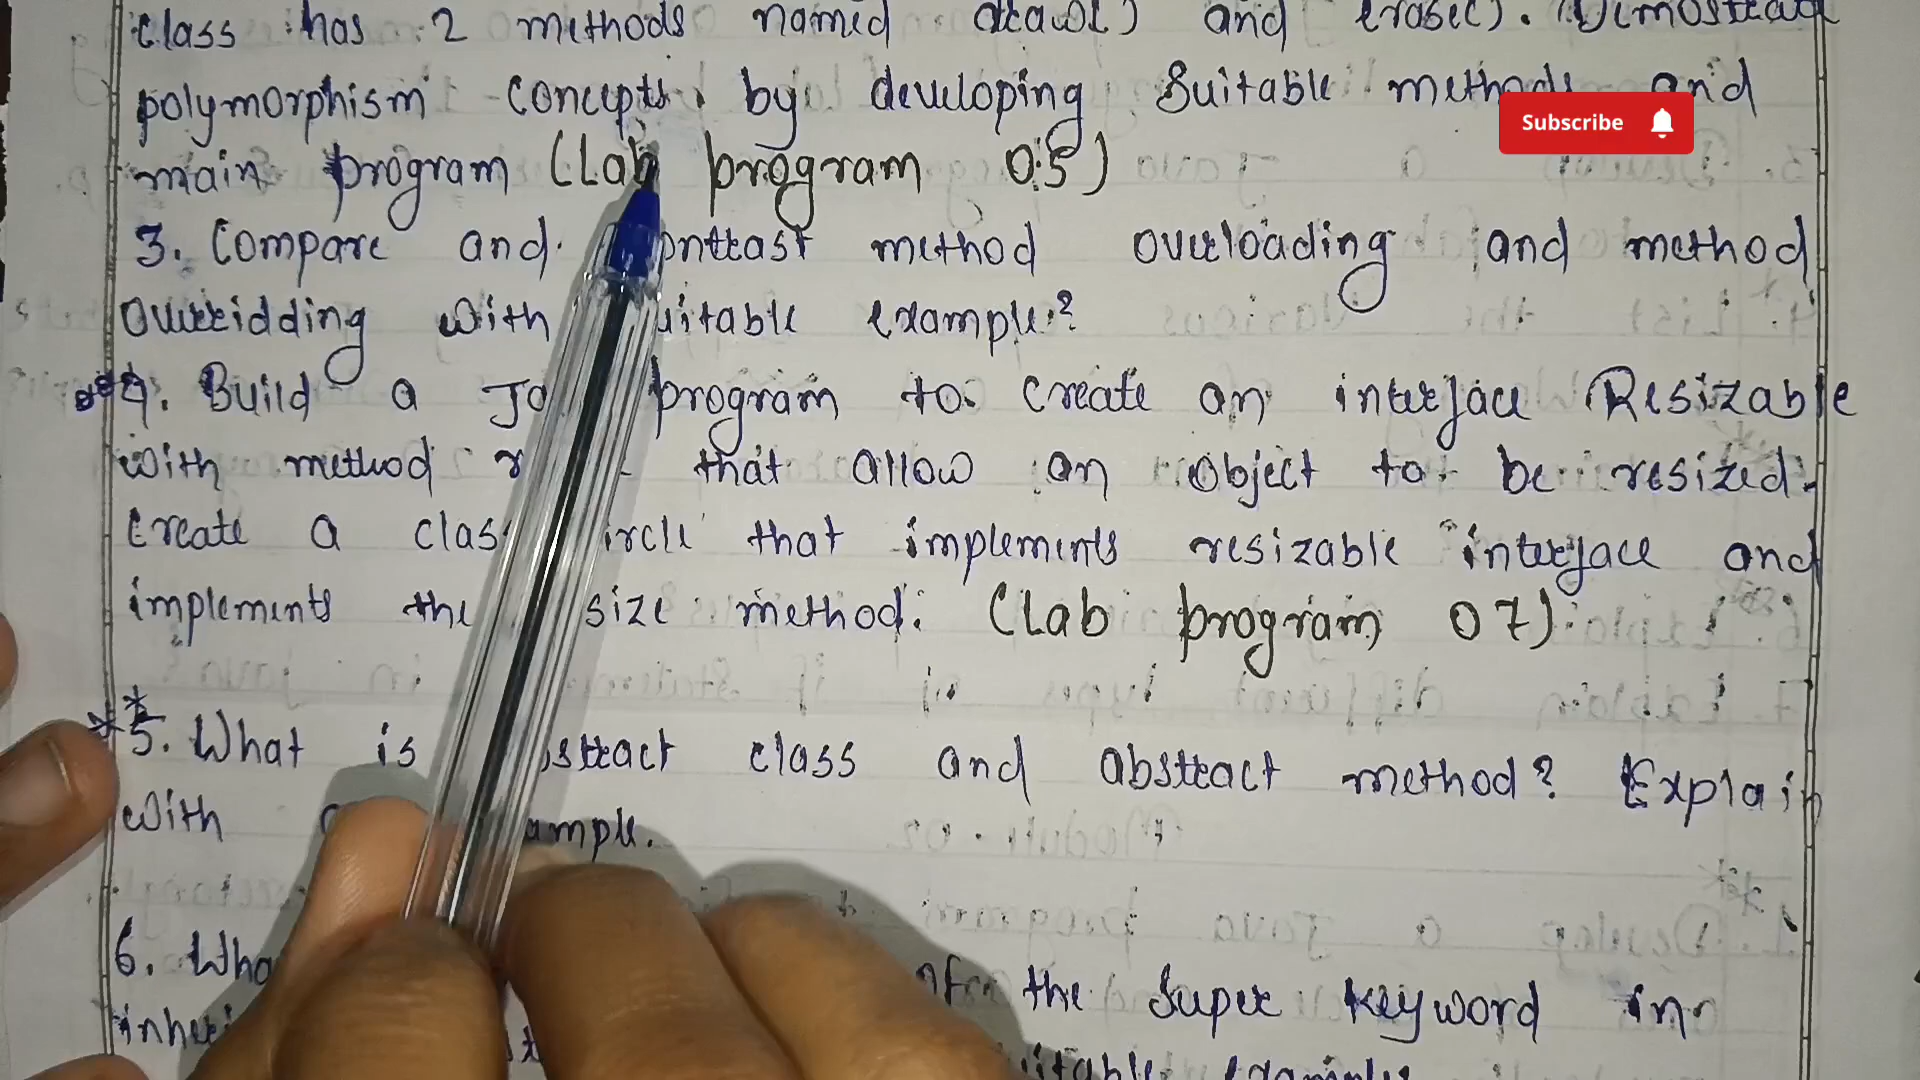 class has 2 methods named draw() and erase(). Demostrate
polymorphism concepts by developing suitable methods and
Subscribe
main program (Lab program 05)
3. Compare and contrast method overloading and method
overridding with suitable example?
4. Build a Java program to create an interface Resizable
with method that allow an object to be resized.
Create a class circle that implements resizable interface and
implements the resize method. (Lab program 07)
5. What is abstract class and abstract method? Explain
with example.
6. the Super keyword in